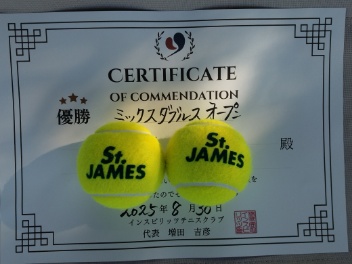 CERTIFICATE
OF COMMENDATION
優勝
ミックスダブルス オープン
殿
St.
JAMES
St.
JAMES
2025年 8月 30日
インスピリッツテニスクラブ
代表 増田 吉彦